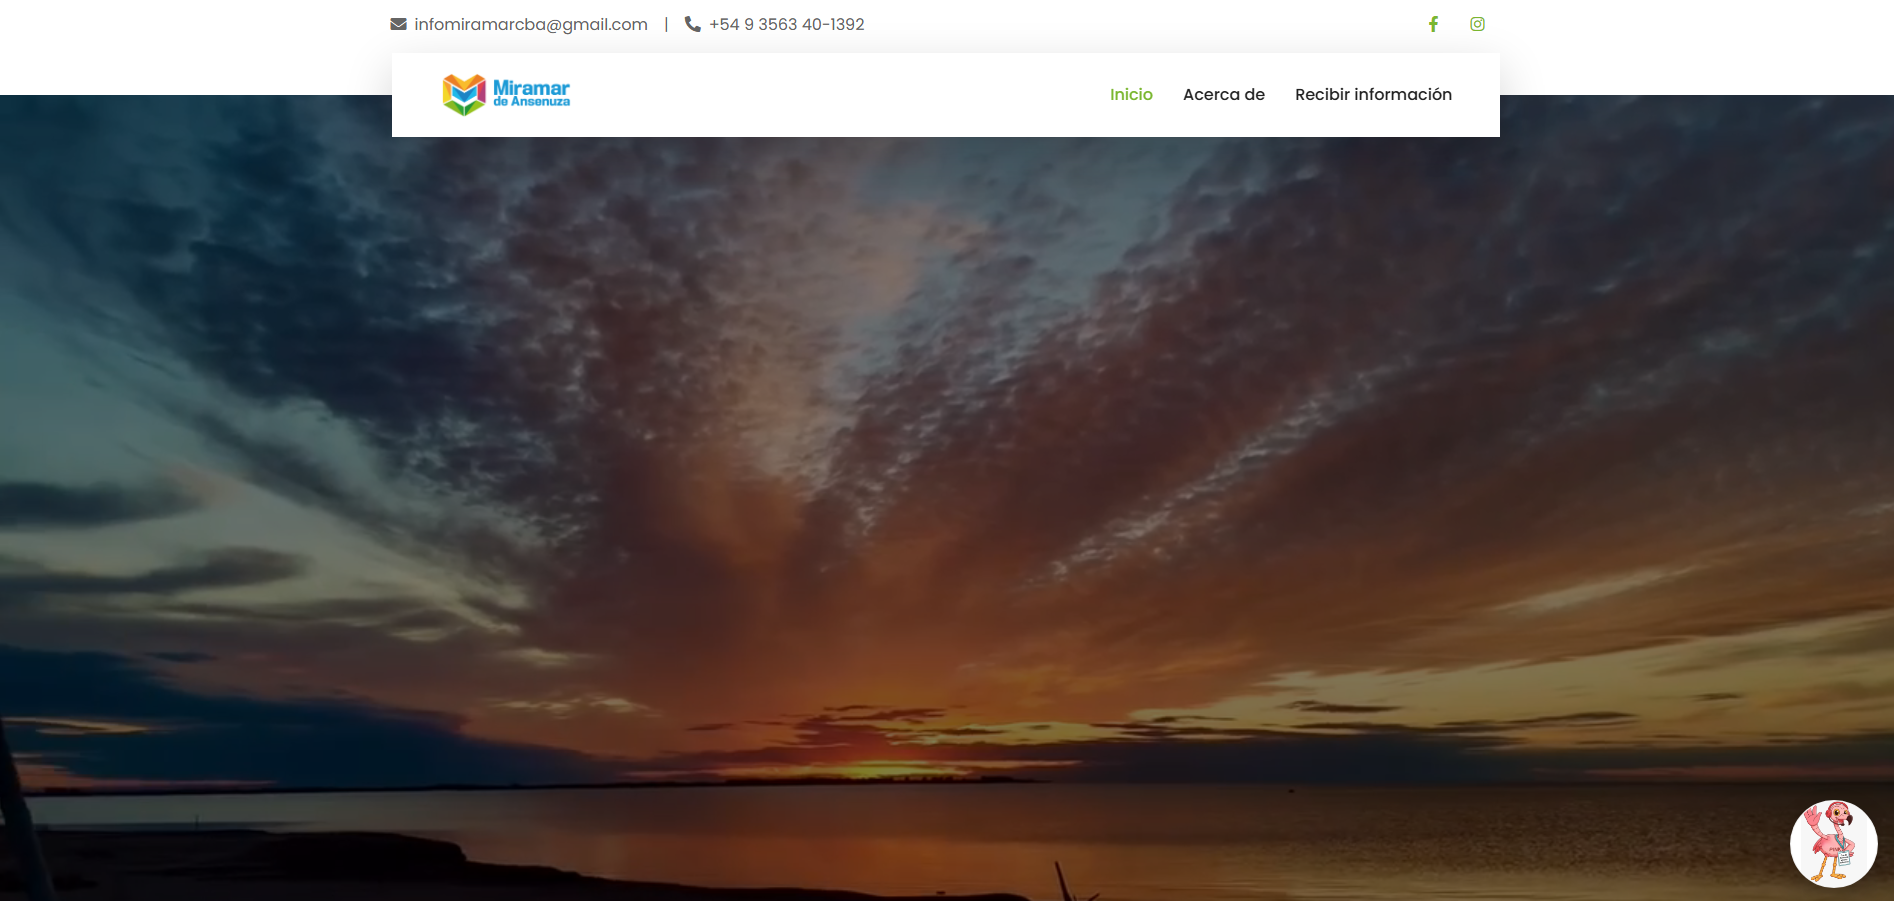 infomiramarcba@gmail.com | +54 9 3563 40-1392
Miramar
de Ansenuza
Inicio Acerca de Recibir información